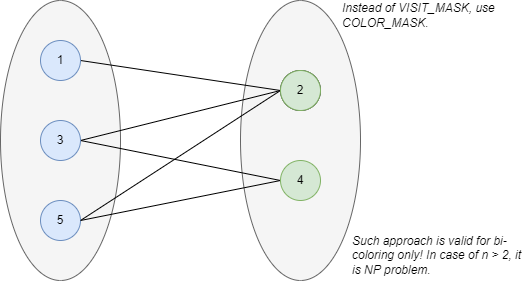 Instead of VISIT_MASK, use
COLOR_MASK.
1
2
3
4
5
Such approach is valid for bi-
coloring only! In case of n > 2, it
is NP problem.